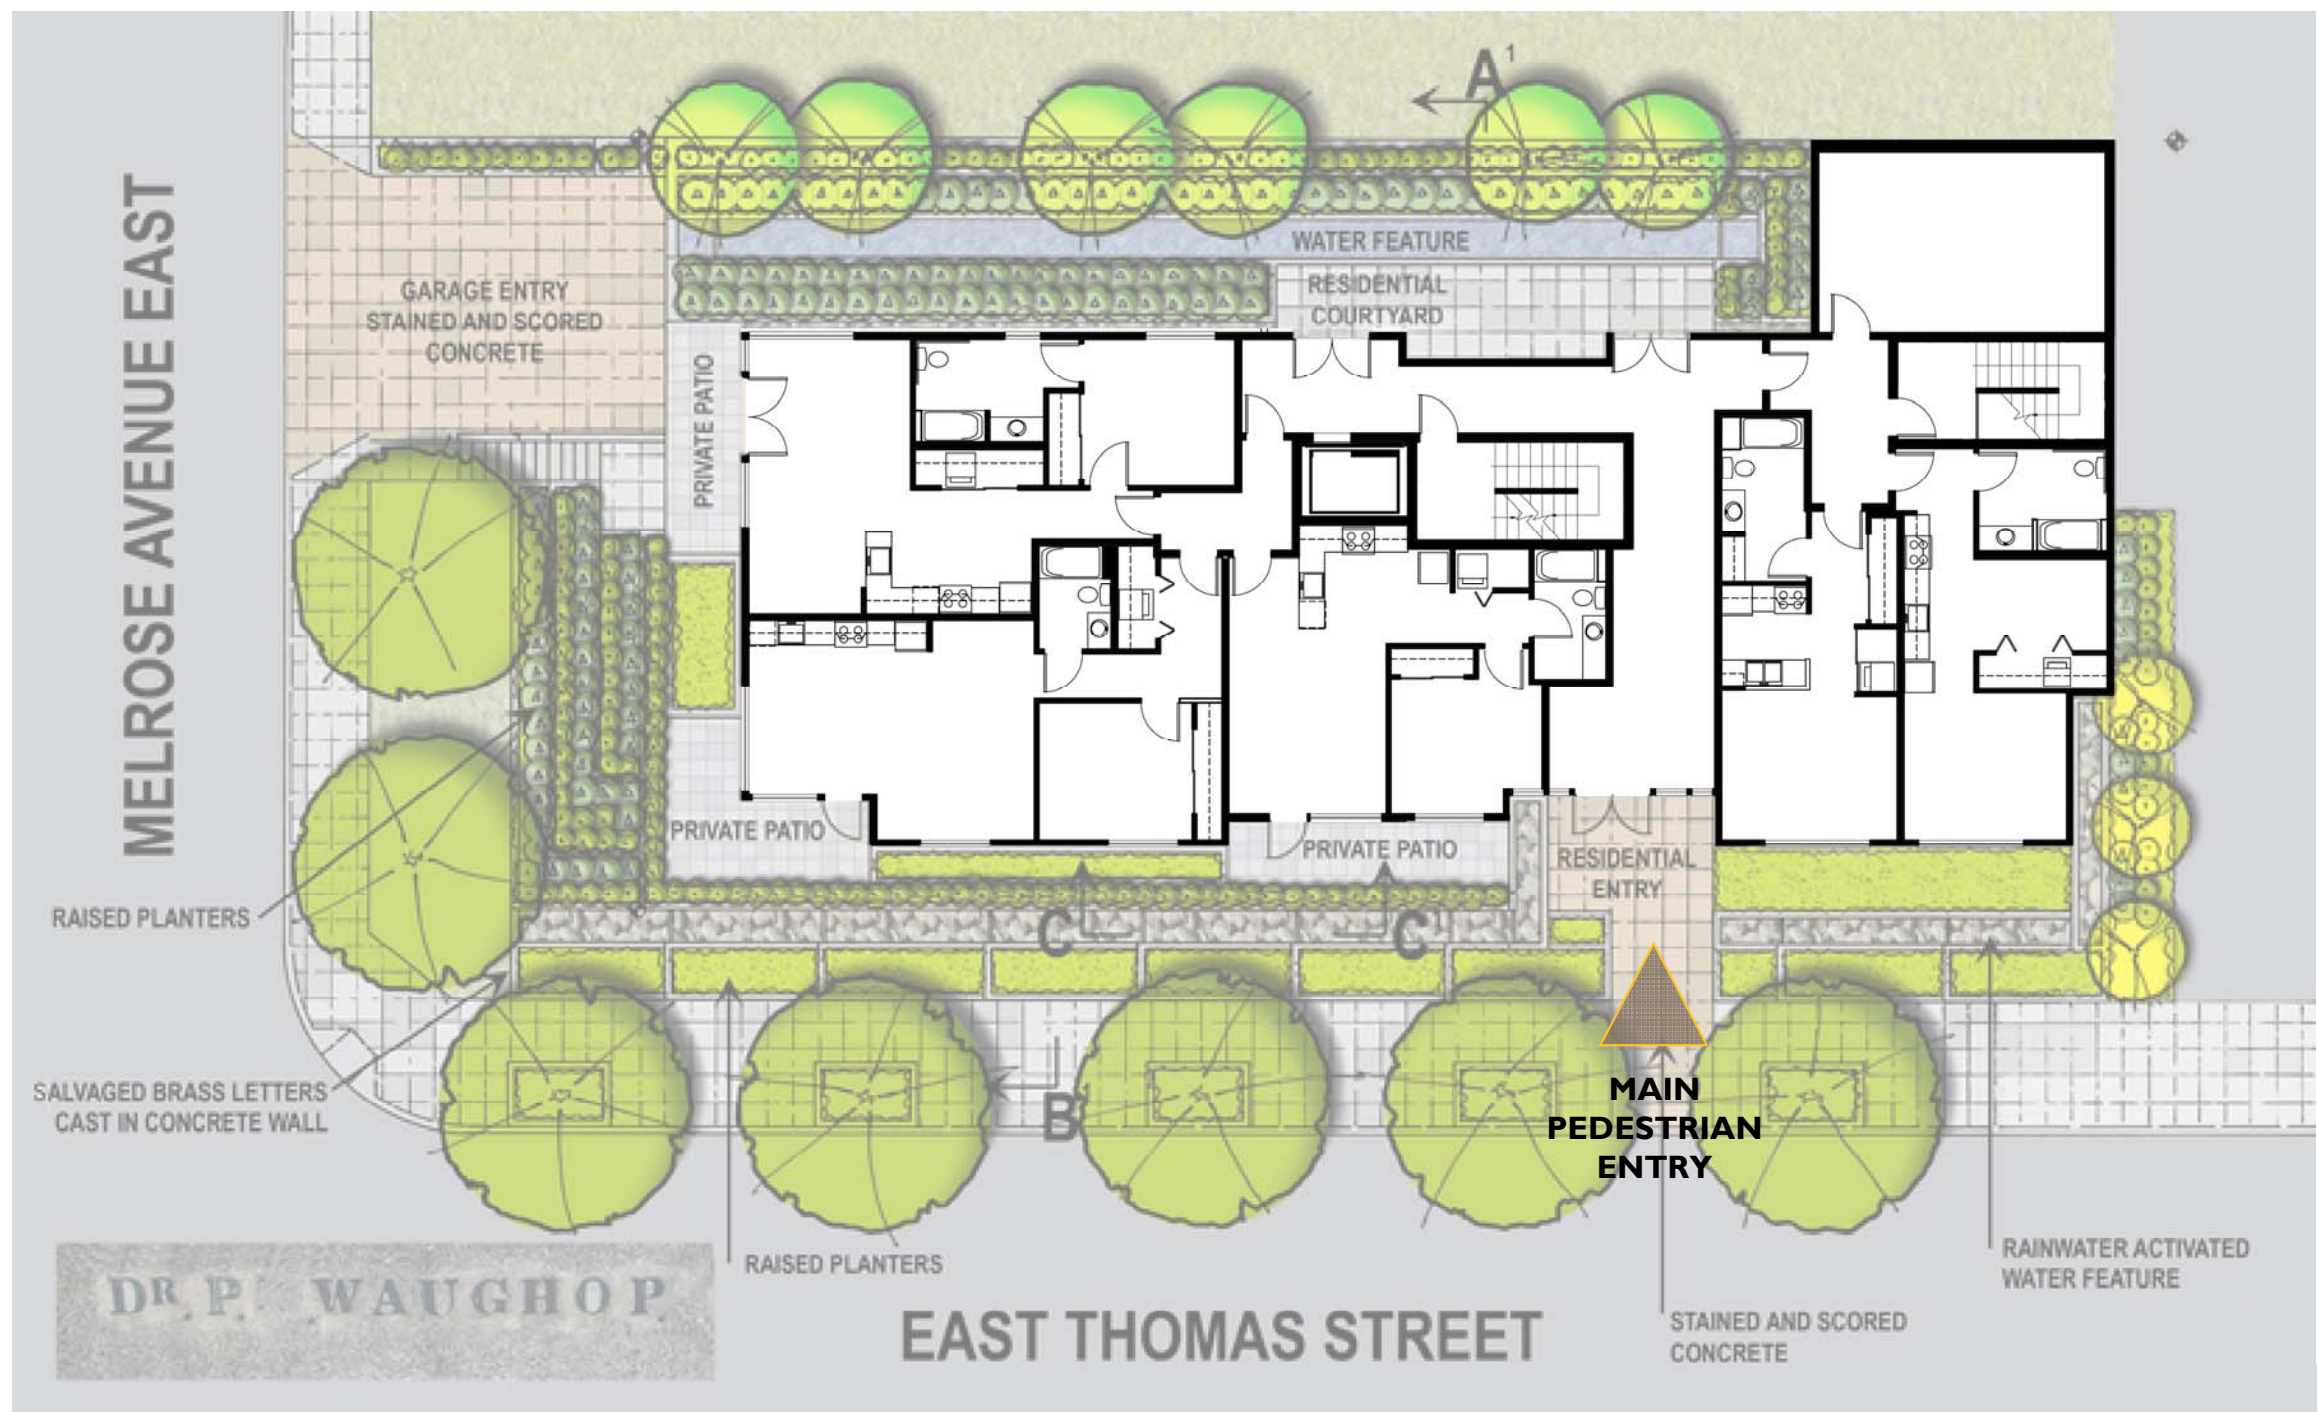 A¹
WATER FEATURE
RESIDENTIAL
COURTYARD
GARAGE ENTRY
STAINED AND SCORED
CONCRETE
MELROSE AVENUE EAST
PRIVATE PATIO
PRIVATE PATIO
PRIVATE PATIO
RESIDENTIAL
ENTRY
RAISED PLANTERS
C
C
SALVAGED BRASS LETTERS
CAST IN CONCRETE WALL
B
MAIN
PEDESTRIAN
ENTRY
RAISED PLANTERS
RAINWATER ACTIVATED
WATER FEATURE
DR. P. WAUGHOP
EAST THOMAS STREET
STAINED AND SCORED
CONCRETE